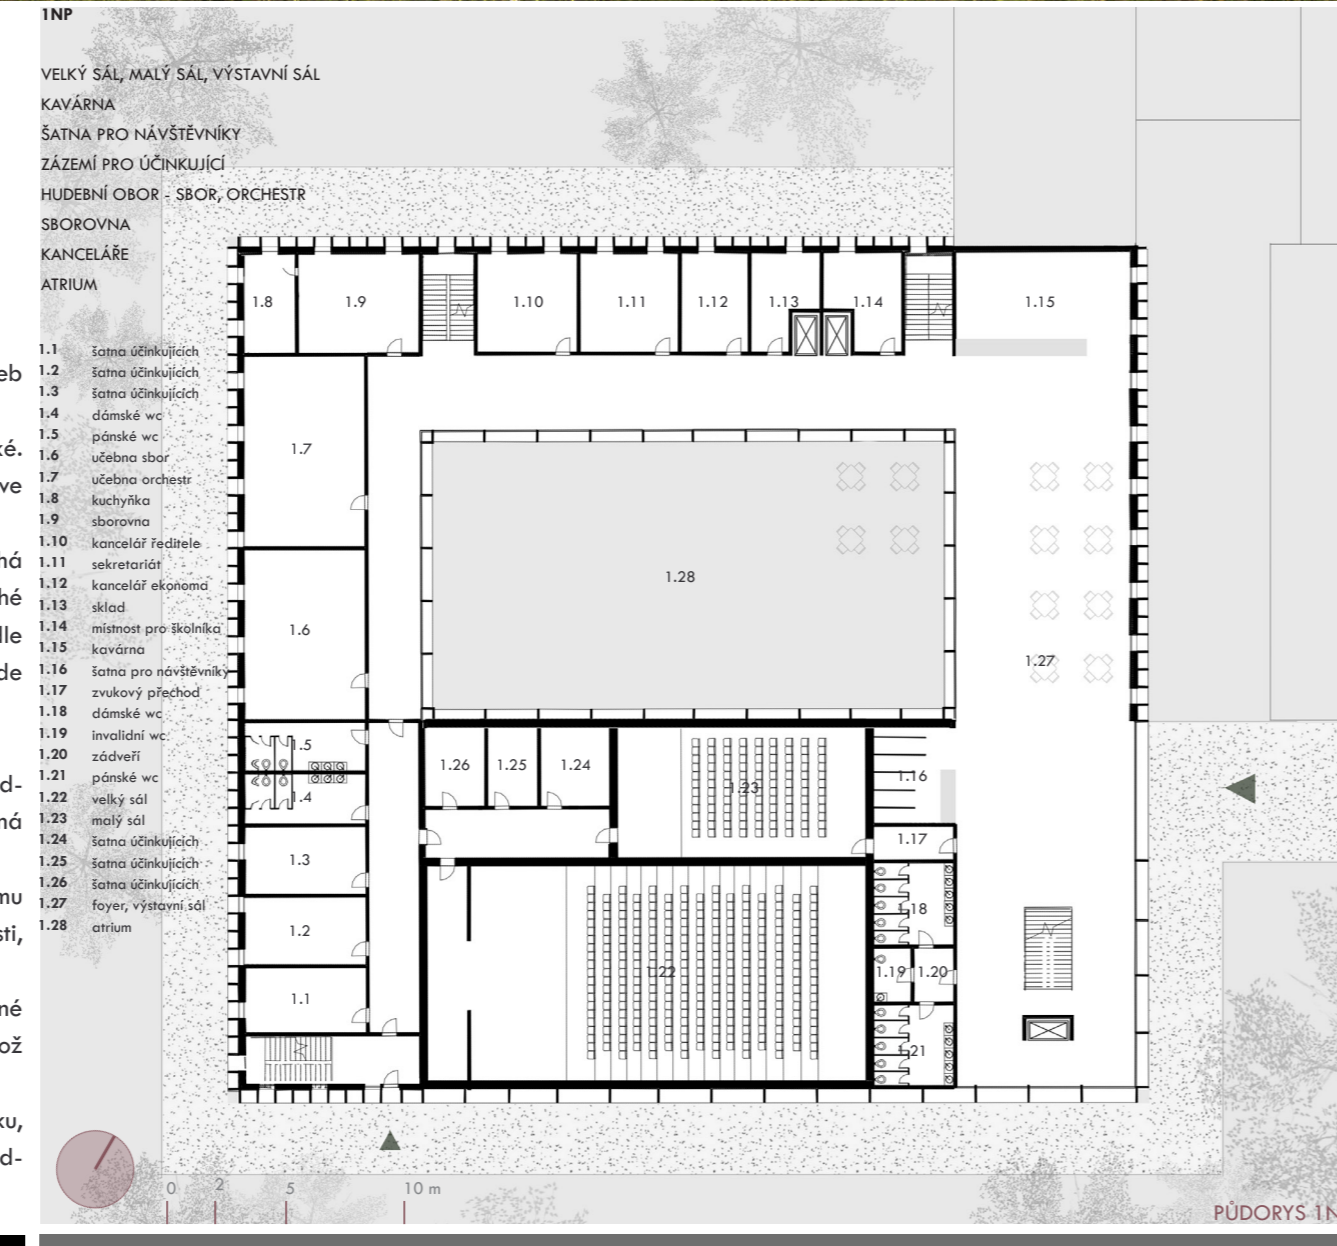 1NP
VELKÝ SÁL, MALÝ SÁL, VÝSTAVNÍ SÁL
KAVÁRNA
ŠATNA PRO NÁVŠTĚVNÍKY
ZÁZEMÍ PRO ÚČINKUJÍCÍ
HUDEBNÍ OBOR - SBOR, ORCHESTR
SBOROVNA
KANCELÁŘE
ATRIUM
1.1 šatna účinkujících
1.2 šatna účinkujících
1.3 šatna účinkujících
1.4 dámské wc
1.5 pánské wc
1.6 učebna sbor
1.7 učebna orchestr
1.8 kuchyňka
1.9 sborovna
1.10 kancelář ředitele
1.11 sekretariát
1.12 kancelář ekonoma
1.13 sklad
1.14 místnost pro školníka
1.15 kavárna
1.16 šatna pro návštěvníky
1.17 zvukový přechod
1.18 dámské wc
1.19 invalidní wc
1.20 zádveří
1.21 pánské wc
1.22 velký sál
1.23 malý sál
1.24 šatna účinkujících
1.25 šatna účinkujících
1.26 šatna účinkujících
1.27 foyer, výstavní sál
1.28 atrium
1.8 1.9 1.10 1.11 1.12 1.13 1.14 1.15
1.7
1.28
1.6
1.27
1.5
1.26 1.25 1.24
1.23
1.16
1.4
1.17
1.3
1.18
1.2
1.22
1.19 1.20
1.1
1.21
0 2 5 10 m
PŮDORYS 1N